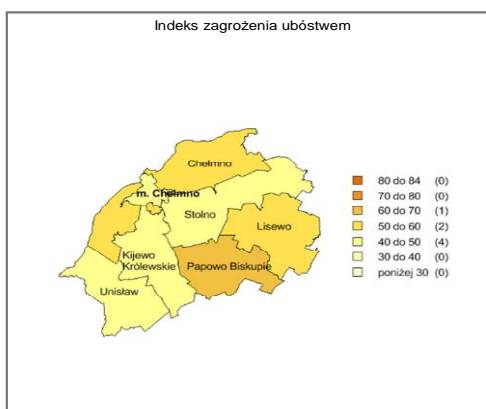 Indeks zagrożenia ubóstwem
Chełmno
m. Chełmno
Stolno
Lisewo
Kijewo
Królewskie
Papowo Biskupie
Unisław
80 do 84 (0)
70 do 80 (0)
60 do 70 (1)
50 do 60 (2)
40 do 50 (4)
30 do 40 (0)
poniżej 30 (0)